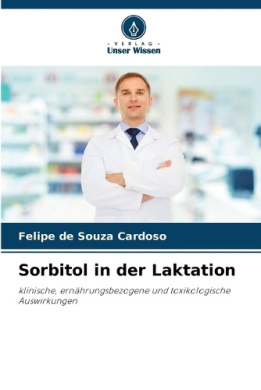 VERLAG
Unser Wissen
Felipe de Souza Cardoso
Sorbitol in der Laktation
klinische, ernährungsbezogene und toxikologische
Auswirkungen